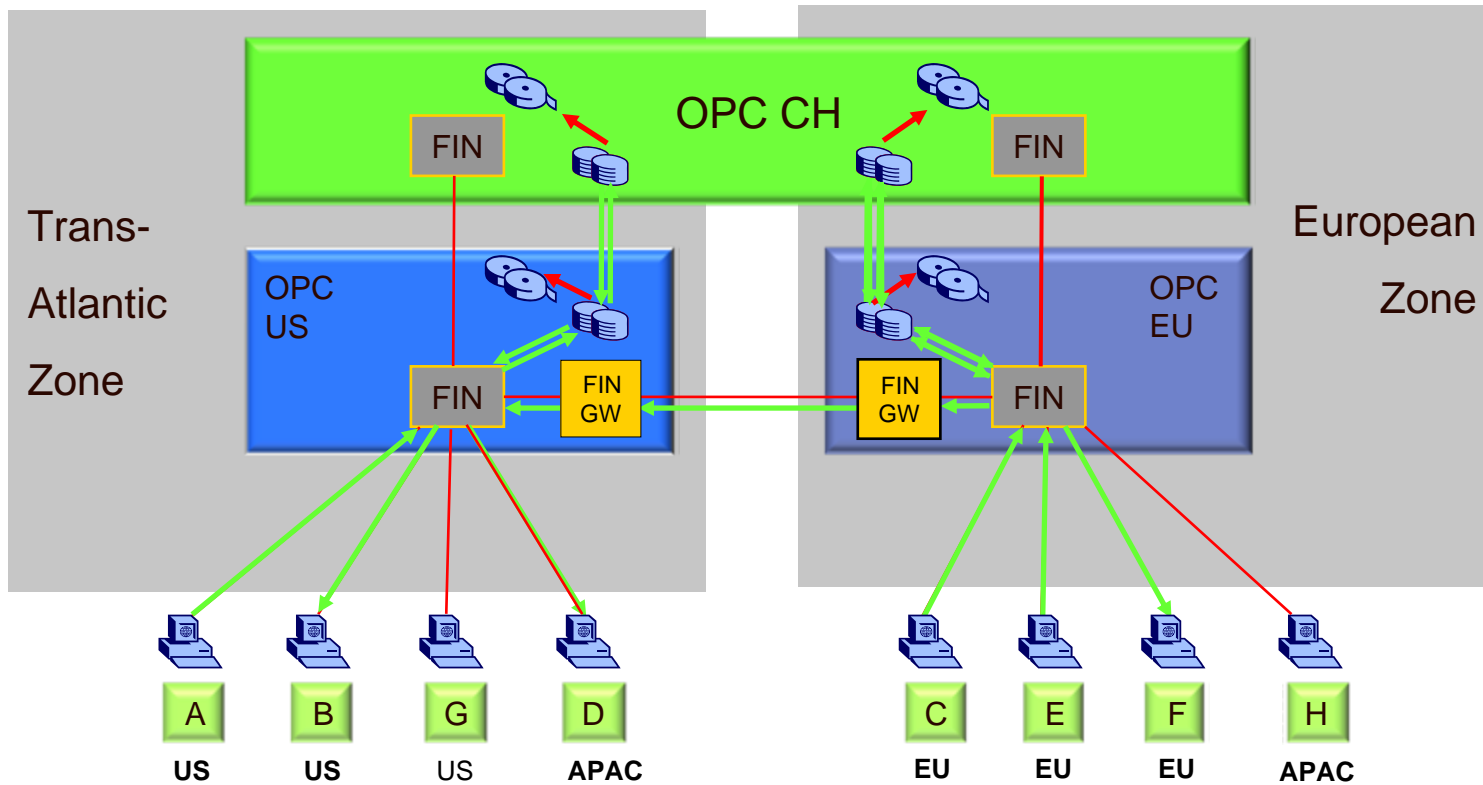 OPC CH
FIN
FIN
Trans-
Atlantic
Zone
European
Zone
OPC
US
OPC
EU
FIN
FIN
GW
FIN
GW
FIN
A
B
G
D
C
E
F
H
US
US
US
APAC
EU
EU
EU
APAC